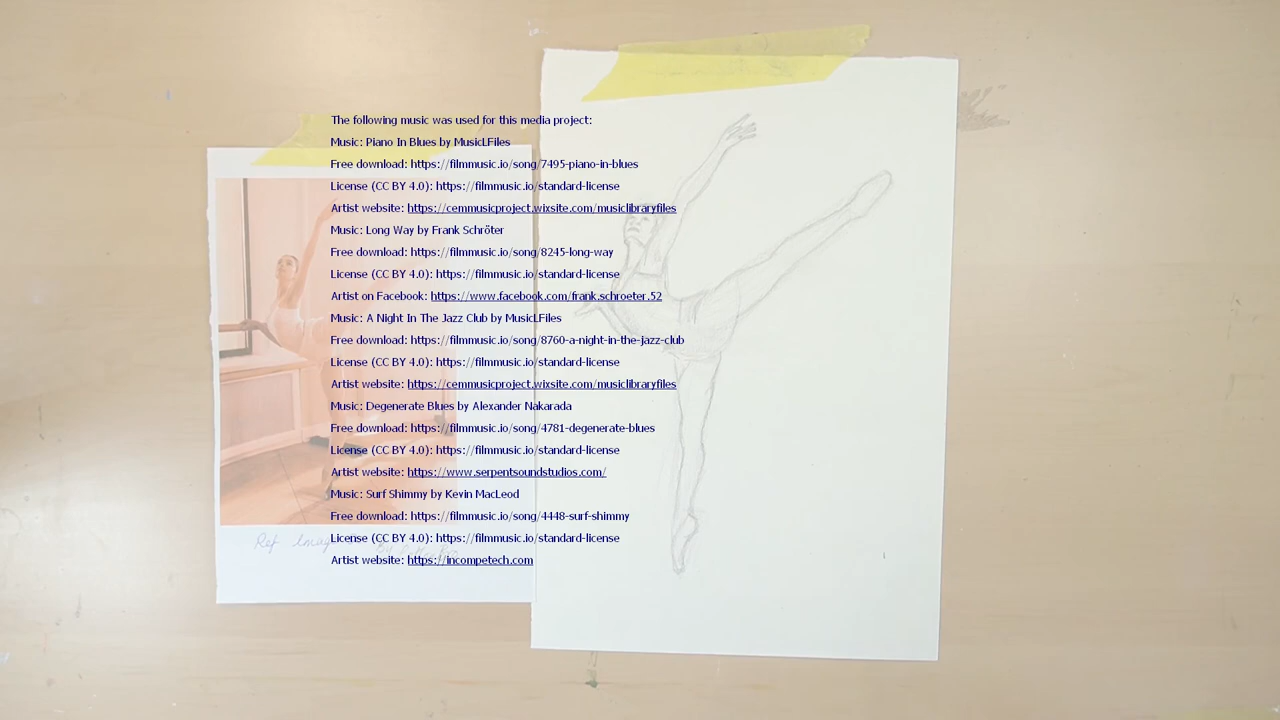 The following music was used for this media project:
Music: Piano In Blues by MusicLFiles
Free download: https://filmmusic.io/song/7495-piano-in-blues
License (CC BY 4.0): https://filmmusic.io/standard-license
Artist website: https://cemmusicproject.wixsite.com/musiclibraryfiles
Music: Long Way by Frank Schröter
Free download: https://filmmusic.io/song/8245-long-way
License (CC BY 4.0): https://filmmusic.io/standard-license
Artist on Facebook: https://www.facebook.com/frank.schroeter.52
Music: A Night In The Jazz Club by MusicLFiles
Free download: https://filmmusic.io/song/8760-a-night-in-the-jazz-club
License (CC BY 4.0): https://filmmusic.io/standard-license
Artist website: https://cemmusicproject.wixsite.com/musiclibraryfiles
Music: Degenerate Blues by Alexander Nakarada
Free download: https://filmmusic.io/song/4781-degenerate-blues
License (CC BY 4.0): https://filmmusic.io/standard-license
Artist website: https://www.serpentsoundstudios.com/
Music: Surf Shimmy by Kevin MacLeod
Free download: https://filmmusic.io/song/4448-surf-shimmy
License (CC BY 4.0): https://filmmusic.io/standard-license
Artist website: https://incompetech.com
Ref